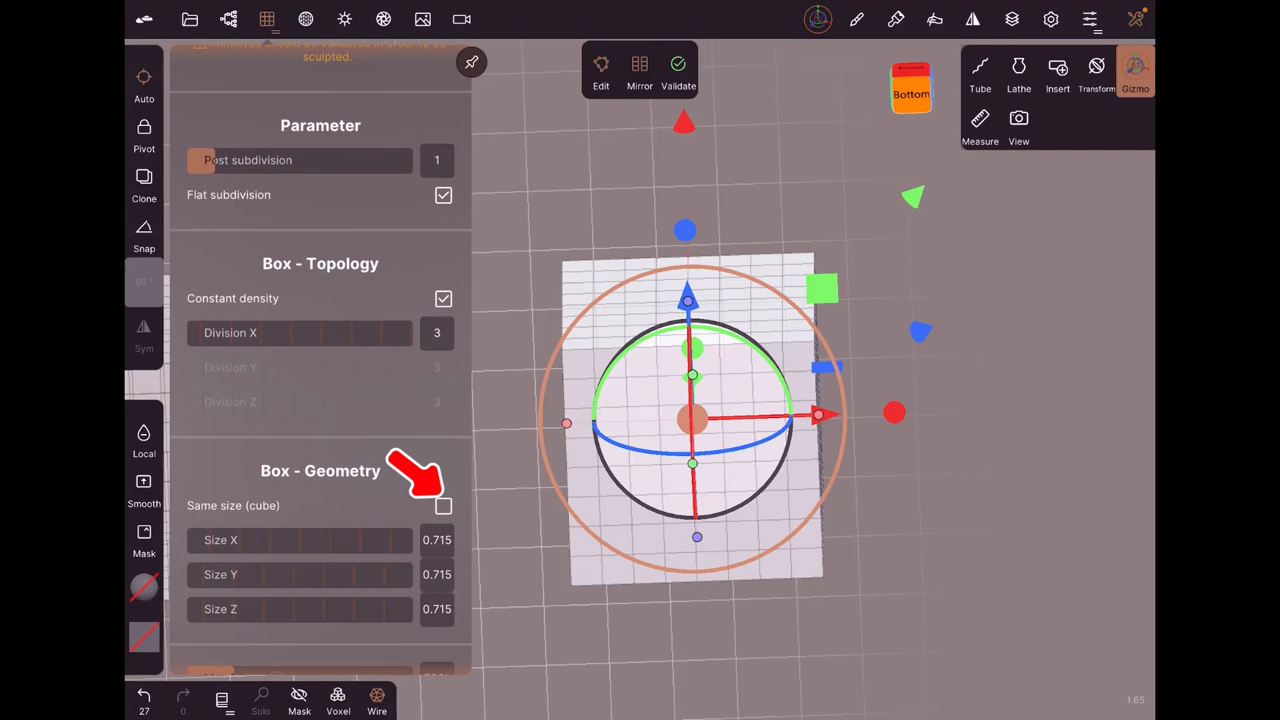 sculpted.
Edit
Mirror
Validate
Bottom
Tube
Lathe
Insert
Transform
Gizmo
Measure
View
Auto
Pivot
Clone
Snap
90 °
Sym
Local
Smooth
Mask
Parameter
Post subdivision 1
Flat subdivision
Box - Topology
Constant density
Division X 3
Division Y 3
Division Z 3
Box - Geometry
Same size (cube)
Size X 0.715
Size Y 0.715
Size Z 0.715
27
0
Solo
Mask
Voxel
Wire
1.65